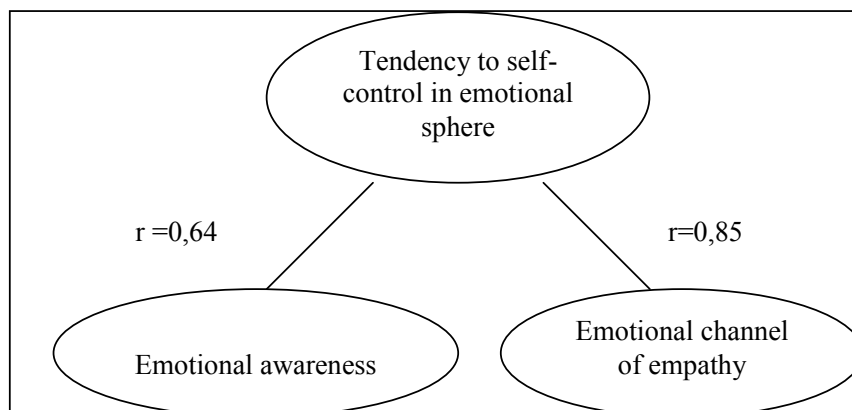 Tendency to self-
control in emotional
sphere
r =0,64
r=0,85
Emotional awareness
Emotional channel
of empathy